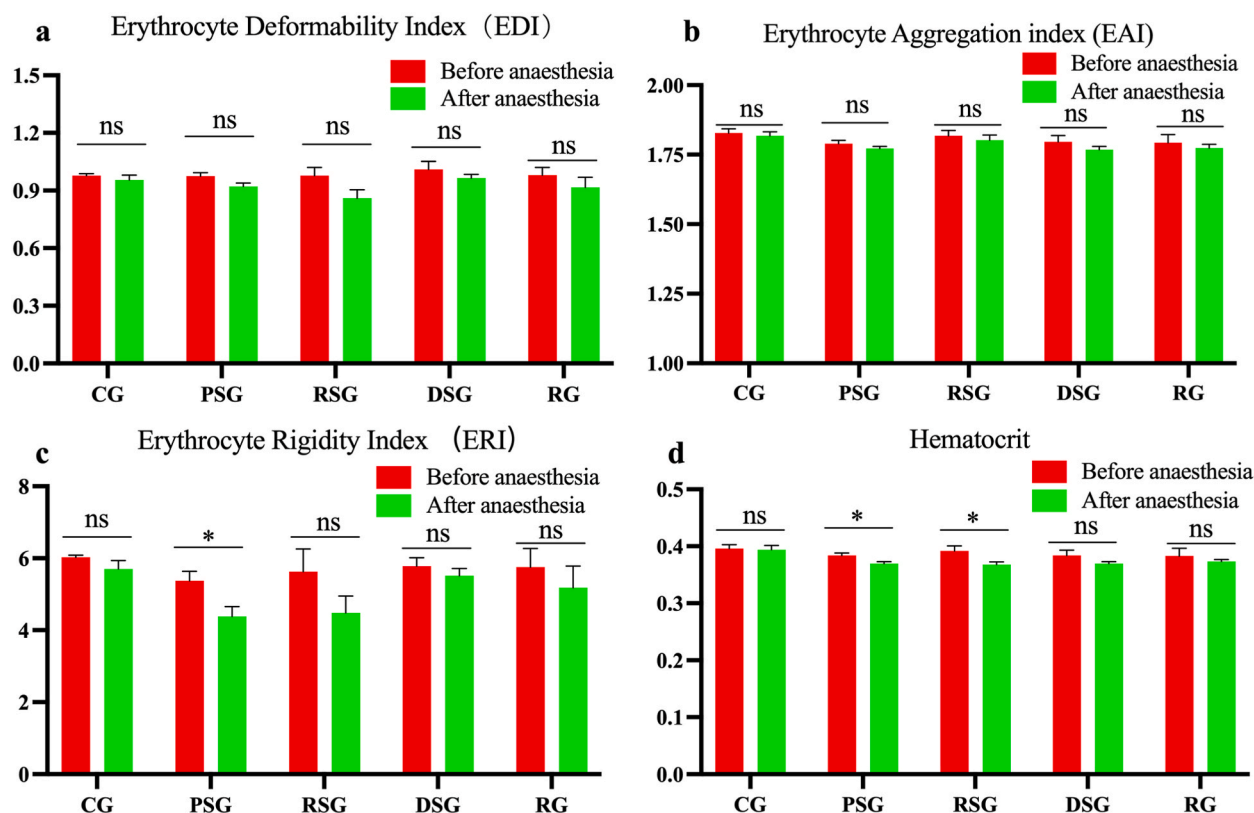 a Erythrocyte Deformability Index（EDI）
Before anaesthesia
After anaesthesia
1.5
1.2
0.9
0.6
0.3
0.0
ns ns ns ns ns
CG PSG RSG DSG RG
b Erythrocyte Aggregation index (EAI)
Before anaesthesia
After anaesthesia
2.00
1.75
1.50
1.25
1.00
ns ns ns ns ns
CG PSG RSG DSG RG
c Erythrocyte Rigidity Index （ERI）
Before anaesthesia
After anaesthesia
8
6
4
2
0
ns * ns ns ns
CG PSG RSG DSG RG
d Hematocrit
Before anaesthesia
After anaesthesia
0.5
0.4
0.3
0.2
0.1
0.0
ns * * ns ns
CG PSG RSG DSG RG